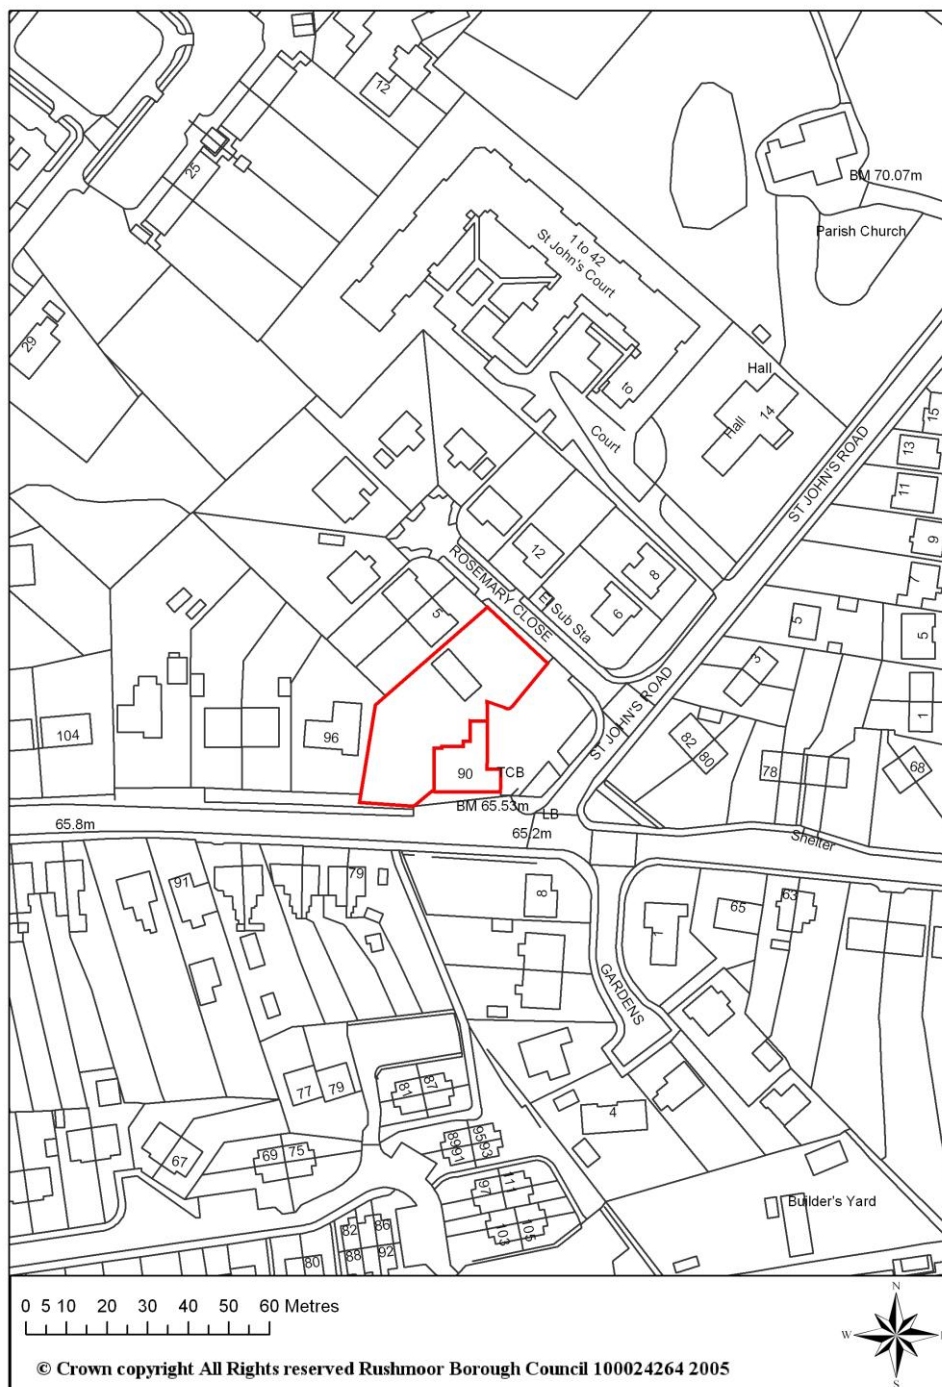 12
25
BM 70.07m
Parish Church
1 to 42
St John's Court
29
to
Hall
14
Hall
Court
ST JOHN'S ROAD
15
13
11
9
7
5
1
ROSEMARY CLOSE
12
8
El Sub Sta
6
5
5
3
ST JOHN'S ROAD
104
96
82
80
78
68
90
TCB
BM 65.53m
LB
65.8m
65.2m
Shelter
91
79
8
1
65
63
GARDENS
77
79
81
87
4
67
69
75
89
91
95
93
97
111
103
105
Builder's Yard
82
86
80
88
92
0 5 10 20 30 40 50 60 Metres
N
W
E
S
© Crown copyright All Rights reserved Rushmoor Borough Council 100024264 2005